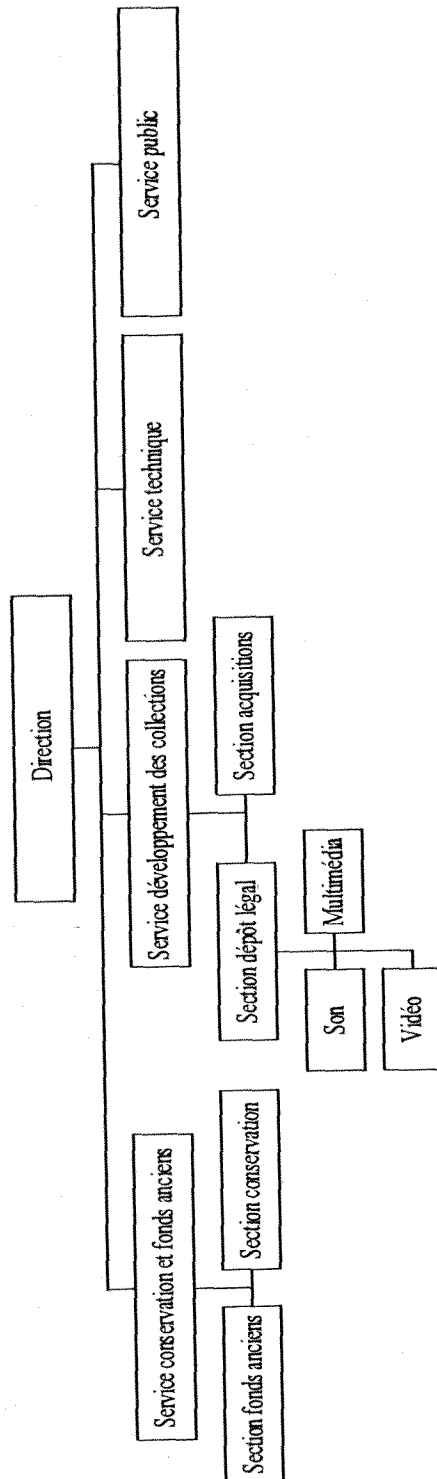 Direction
Service conservation et fonds anciens
Service développement des collections
Service technique
Service public
Section fonds anciens
Section conservation
Section dépôt légal
Section acquisitions
Son
Multimédia
Vidéo